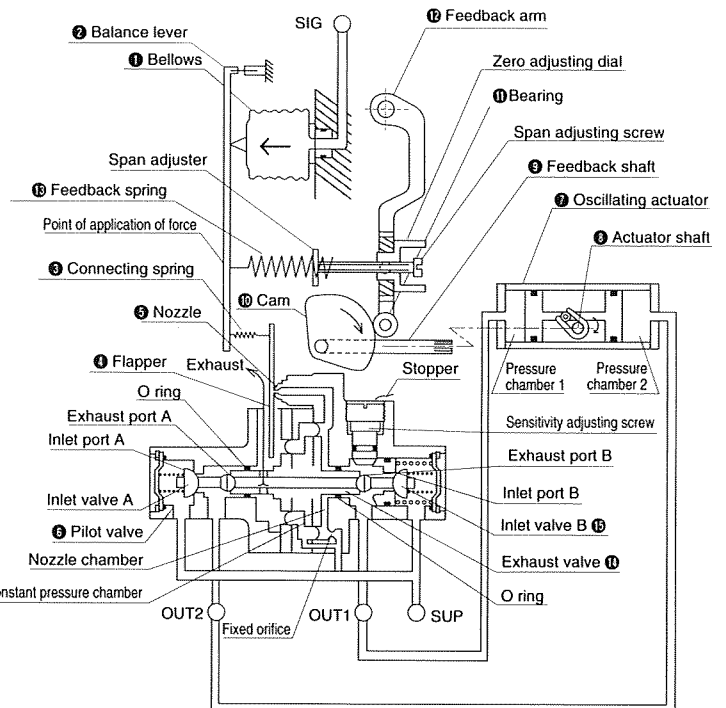 SIG
⓬ Feedback arm
❷ Balance lever
❶ Bellows
Zero adjusting dial
⓫ Bearing
Span adjusting screw
Span adjuster
❾ Feedback shaft
⓭ Feedback spring
❼ Oscillating actuator
Point of application of force
❽ Actuator shaft
❸ Connecting spring
❿ Cam
❺ Nozzle
❹ Flapper
Exhaust
Stopper
Pressure
chamber 1
Pressure
chamber 2
O ring
Exhaust port A
Sensitivity adjusting screw
Inlet port A
Exhaust port B
Inlet valve A
Inlet port B
❻ Pilot valve
Inlet valve B ⓯
Nozzle chamber
Exhaust valve ⓮
onstant pressure chamber
O ring
OUT2
Fixed orifice
OUT1
SUP